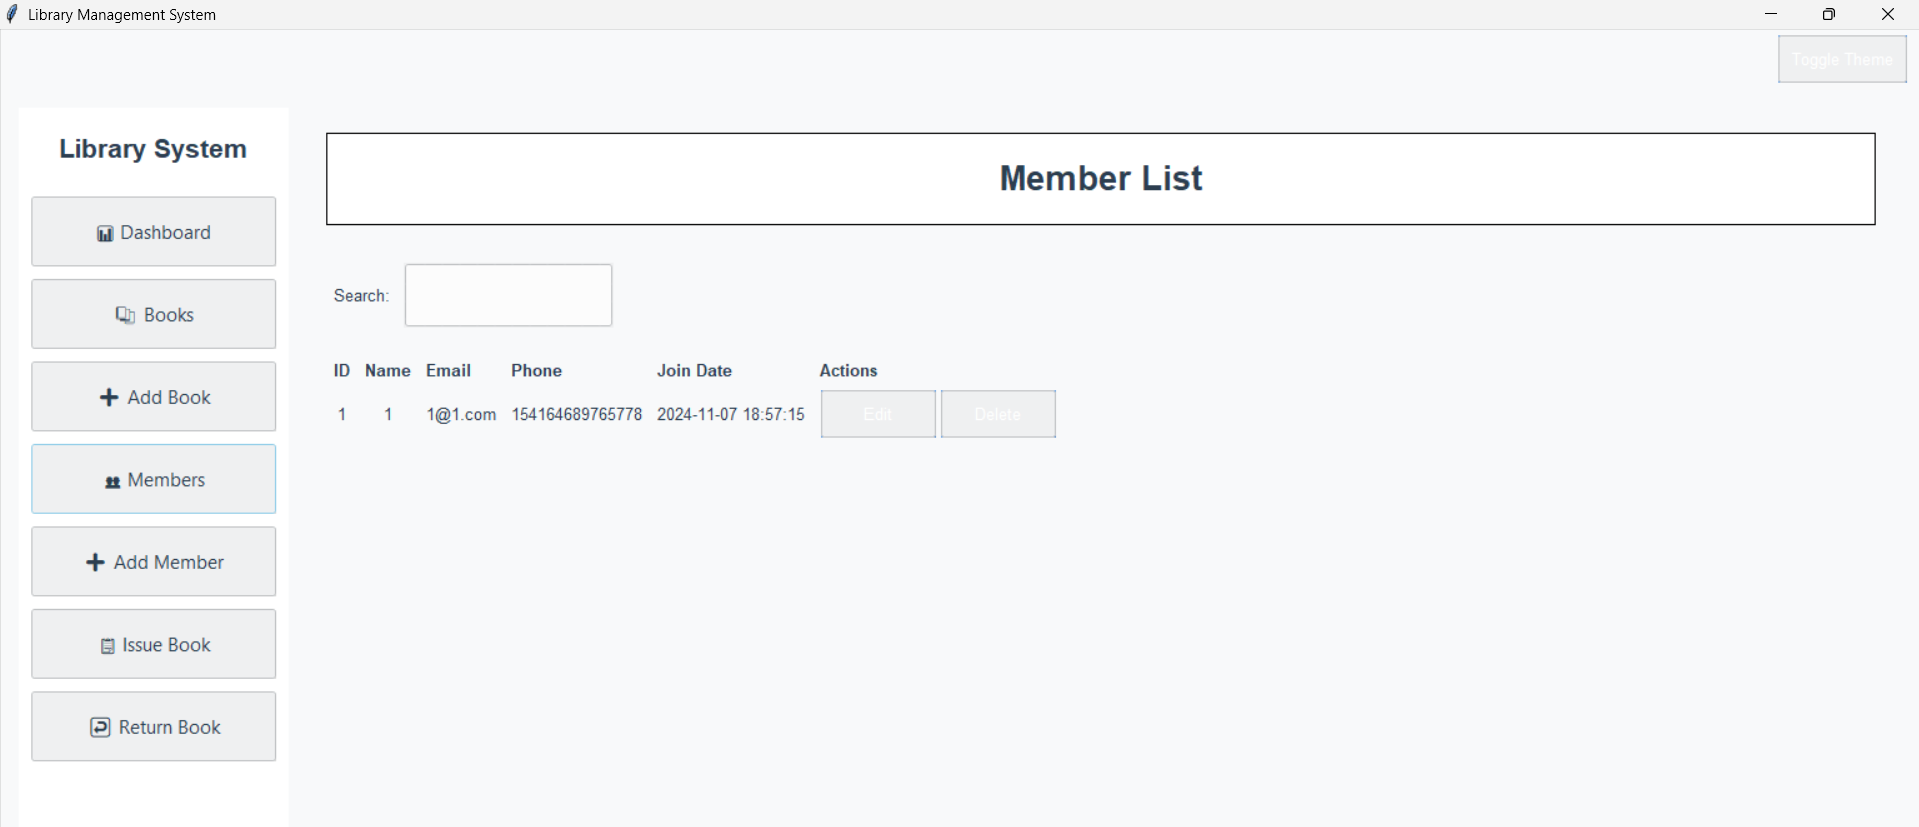 Library Management System
Toggle Theme
Library System
Dashboard
Books
Add Book
Members
Add Member
Issue Book
Return Book
Member List
Search:
ID Name Email Phone Join Date Actions
1 1 1@1.com 154164689765778 2024-11-07 18:57:15 Edit Delete